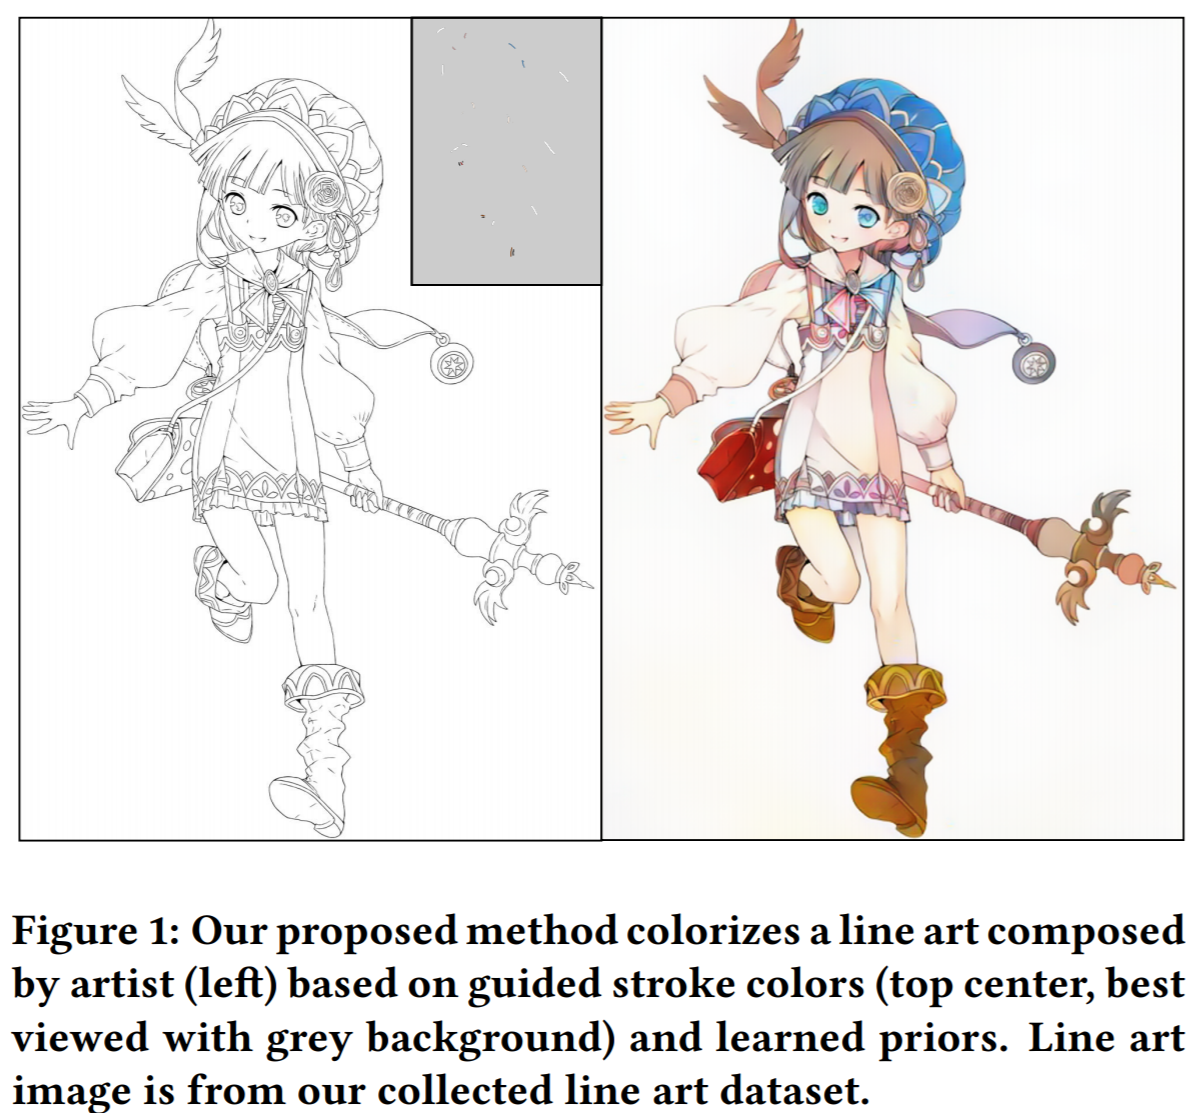 Figure 1: Our proposed method colorizes a line art composed
by artist (left) based on guided stroke colors (top center, best
viewed with grey background) and learned priors. Line art
image is from our collected line art dataset.